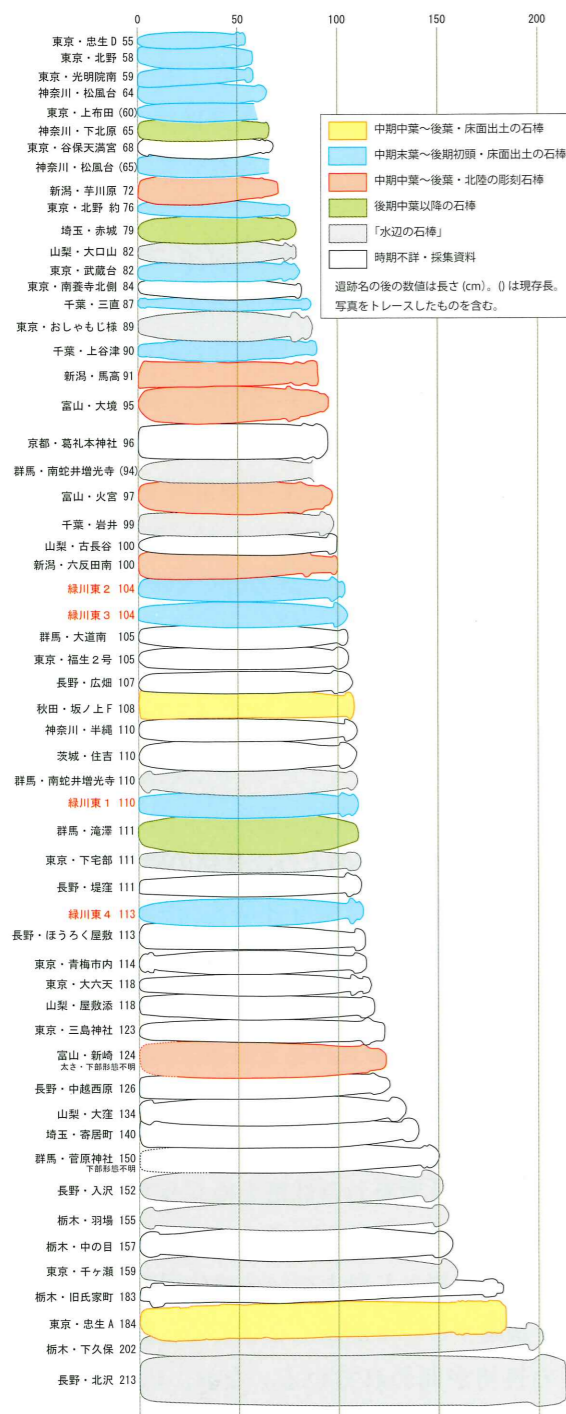 0 50 100 150 200
東京・忠生D 55
東京・北野 58
東京・光明院南 59
神奈川・松風台 64
東京・上布田 (60)
神奈川・下北原 65
東京・谷保天満宮 68
神奈川・松風台 (65)
新潟・芋川原 72
東京・北野 約76
埼玉・赤城 79
山梨・大口山 82
東京・武蔵台 82
東京・南養寺北側 84
千葉・三直 87
東京・おしゃもじ様 89
千葉・上谷津 90
新潟・馬高 91
富山・大境 95
京都・葛礼本神社 96
群馬・南蛇井増光寺 (94)
富山・火宮 97
千葉・岩井 99
山梨・古長谷 100
新潟・六反田南 100
緑川東2 104
緑川東3 104
群馬・大道南 105
東京・福生2号 105
長野・広畑 107
秋田・坂ノ上F 108
神奈川・半縄 110
茨城・住吉 110
群馬・南蛇井増光寺 110
緑川東1 110
群馬・滝澤 111
東京・下宅部 111
長野・堤窪 111
緑川東4 113
長野・ほうろく屋敷 113
東京・青梅市内 114
東京・大六天 118
山梨・屋敷添 118
東京・三島神社 123
富山・新崎 124
太さ・下部形態不明
長野・中越西原 126
山梨・大窪 134
埼玉・寄居町 140
群馬・菅原神社 150
下部形態不明
長野・入沢 152
栃木・羽場 155
栃木・中の目 157
東京・千ヶ瀬 159
栃木・旧氏家町 183
東京・忠生A 184
栃木・下久保 202
長野・北沢 213
中期中葉～後葉・床面出土の石棒
中期末葉～後期初頭・床面出土の石棒
中期中葉～後葉・北陸の彫刻石棒
後期中葉以降の石棒
「水辺の石棒」
時期不詳・採集資料
遺跡名の後の数値は長さ(cm)。()は現存長。
写真をトレースしたものを含む。